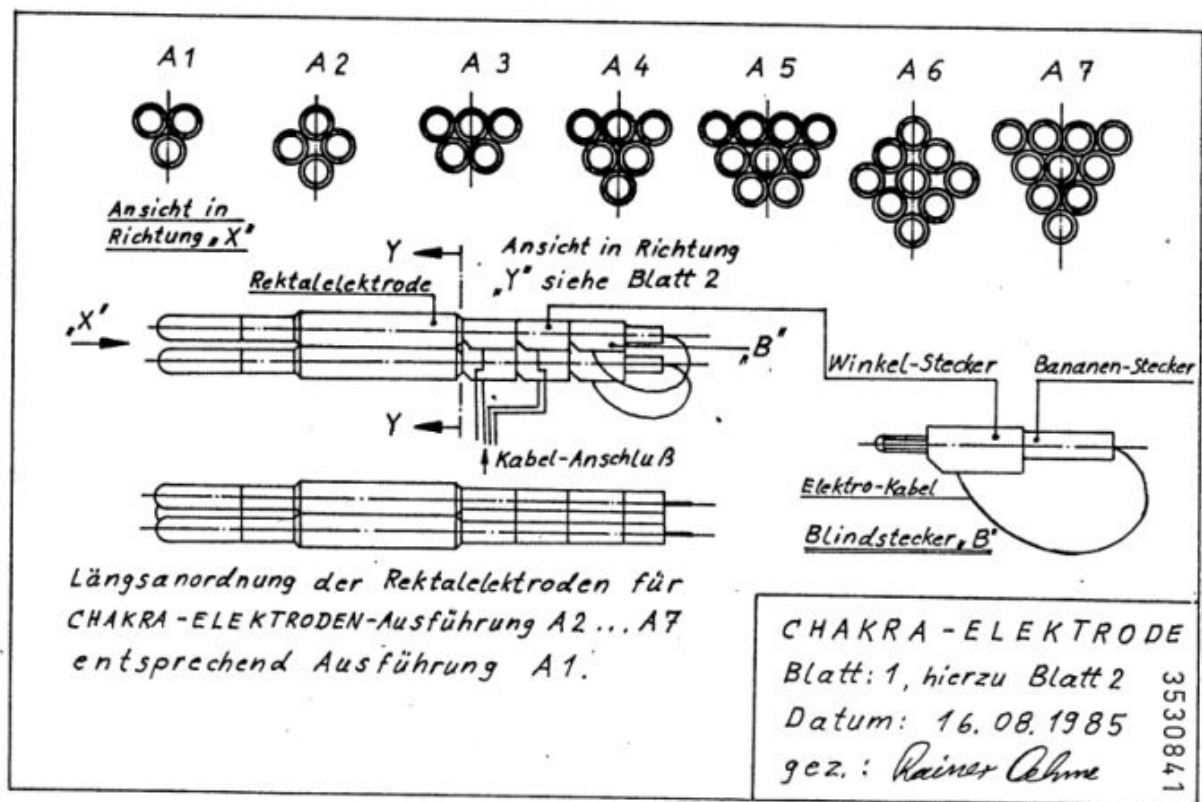 A1 A2 A3 A4 A5 A6 A7
Ansicht in
Richtung „X"
Y
Ansicht in Richtung
„Y" siehe Blatt 2
Rektalelektrode
„X"
„B"
Winkel-Stecker
Bananen-Stecker
Y
Kabel-Anschluß
Elektro-Kabel
Blindstecker „B"
Längsanordnung der Rektalelektroden für
CHAKRA-ELEKTRODEN-Ausführung A2...A7
entsprechend Ausführung A1.
CHAKRA-ELEKTRODE
Blatt: 1, hierzu Blatt 2
Datum: 16.08.1985
gez.: Rainer Oehme
3530841